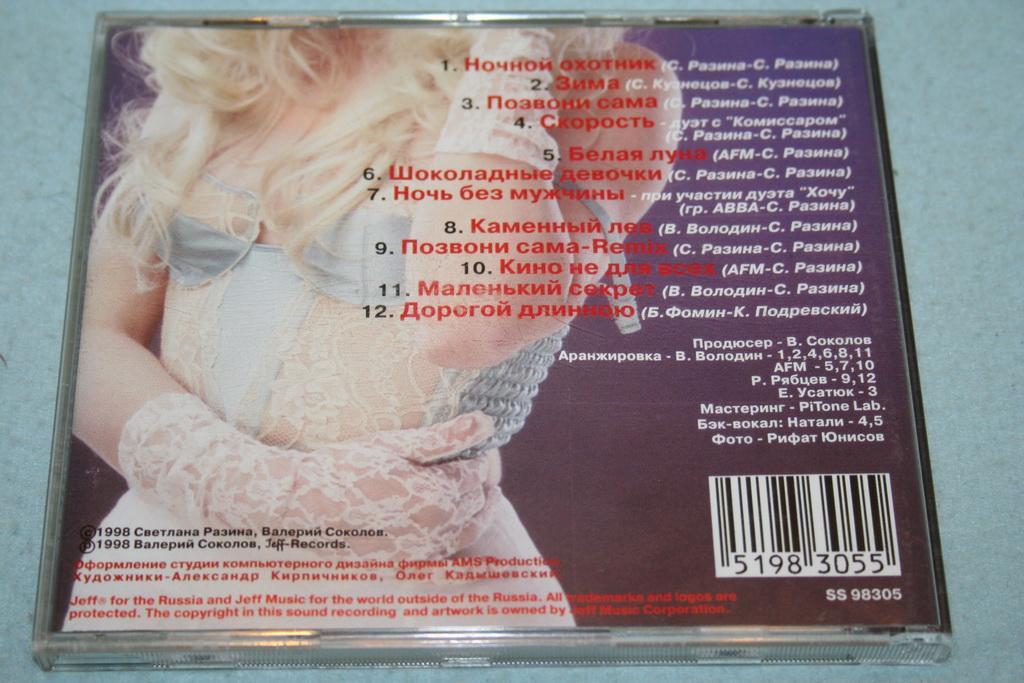 1. Ночной охотник (С. Разина-С. Разина)
2. Зима (С. Кузнецов-С. Кузнецов)
3. Позвони сама (С. Разина-С. Разина)
4. Скорость - дуэт с "Комиссаром"
(С. Разина-С. Разина)
5. Белая луна (AFM-С. Разина)
6. Шоколадные девочки (С. Разина-С. Разина)
7. Ночь без мужчины - при участии дуэта "Хочу"
(гр. АВВА-С. Разина)
8. Каменный лев (В. Володин-С. Разина)
9. Позвони сама-Remix (С. Разина-С. Разина)
10. Кино не для всех (AFM-С. Разина)
11. Маленький секрет (В. Володин-С. Разина)
12. Дорогой длинною (Б.Фомин-К. Подревский)
Продюсер - В. Соколов
Аранжировка - В. Володин - 1,2,4,6,8,11
AFM - 5,7,10
Р. Рябцев - 9,12
Е. Усатюк - 3
Мастеринг - PiTone Lab.
Бэк-вокал: Натали - 4,5
Фото - Рифат Юнисов
©1998 Светлана Разина, Валерий Соколов.
℗1998 Валерий Соколов, Jeff-Records.
Оформление студии компьютерного дизайна фирмы AMS Production
Художники-Александр Кирпичников, Олег Кадышевский
Jeff® for the Russia and Jeff Music for the world outside of the Russia. All trademarks and logos are
protected. The copyright in this sound recording and artwork is owned by Jeff Music Corporation.
5198 3055
SS 98305